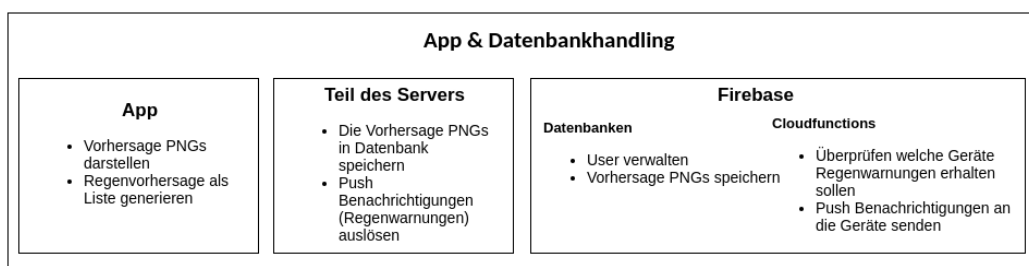 App & Datenbankhandling
App
• Vorhersage PNGs
darstellen
• Regenvorhersage als
Liste generieren
Teil des Servers
• Die Vorhersage PNGs
in Datenbank
speichern
• Push
Benachrichtigungen
(Regenwarnungen)
auslösen
Firebase
Datenbanken
• User verwalten
• Vorhersage PNGs speichern
Cloudfunctions
• Überprüfen welche Geräte
Regenwarnungen erhalten
sollen
• Push Benachrichtigungen an
die Geräte senden